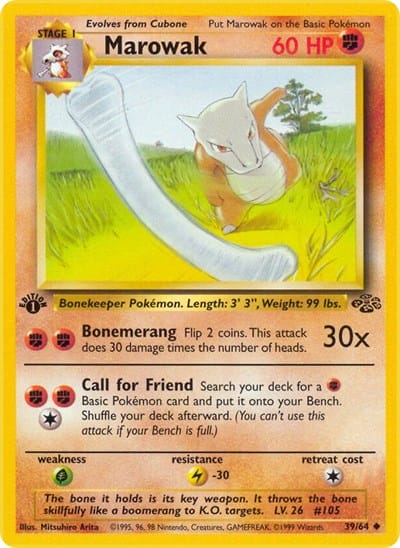 Evolves from Cubone Put Marowak on the Basic Pokémon
STAGE 1
Marowak 60 HP
EDITION
1
Bonekeeper Pokémon. Length: 3' 3", Weight: 99 lbs.
Bonemerang Flip 2 coins. This attack
does 30 damage times the number of heads.
30x
Call for Friend Search your deck for a
Basic Pokémon card and put it onto your Bench.
Shuffle your deck afterward. (You can't use this
attack if your Bench is full.)
weakness resistance retreat cost
-30
The bone it holds is its key weapon. It throws the bone
skillfully like a boomerang to K.O. targets. LV. 26 #105
Illus. Mitsuhiro Arita ©1995, 96, 98 Nintendo, Creatures, GAMEFREAK. ©1999 Wizards. 39/64